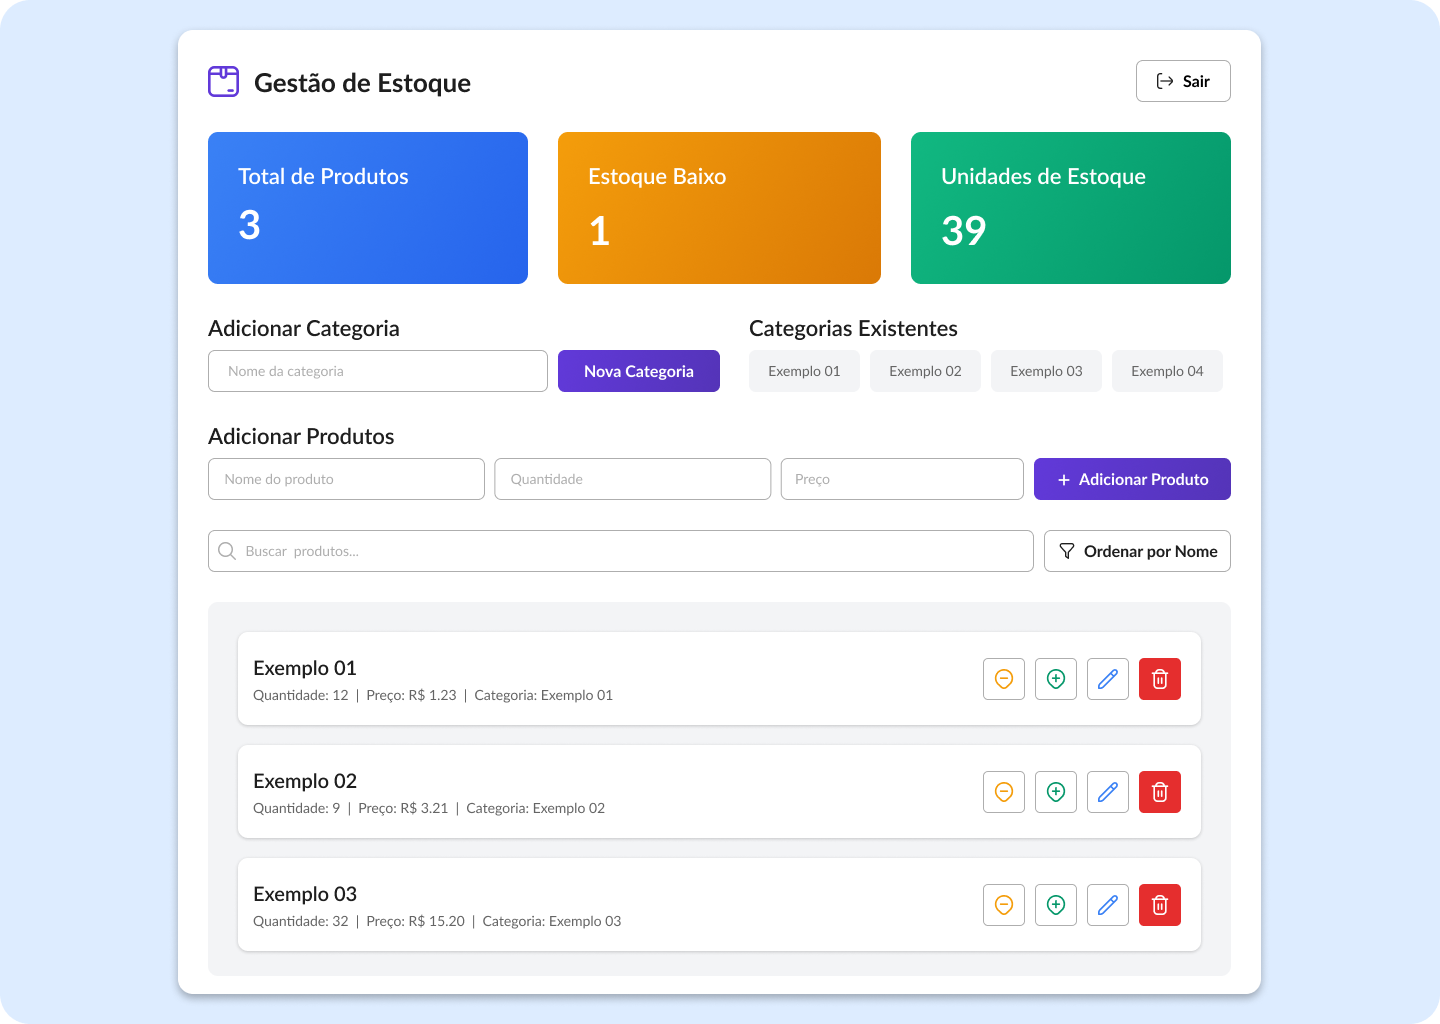 Gestão de Estoque
Sair
Total de Produtos
3
Estoque Baixo
1
Unidades de Estoque
39
Adicionar Categoria
Nome da categoria
Nova Categoria
Categorias Existentes
Exemplo 01
Exemplo 02
Exemplo 03
Exemplo 04
Adicionar Produtos
Nome do produto
Quantidade
Preço
+ Adicionar Produto
Buscar produtos...
Ordenar por Nome
Exemplo 01
Quantidade: 12 | Preço: R$ 1.23 | Categoria: Exemplo 01
Exemplo 02
Quantidade: 9 | Preço: R$ 3.21 | Categoria: Exemplo 02
Exemplo 03
Quantidade: 32 | Preço: R$ 15.20 | Categoria: Exemplo 03